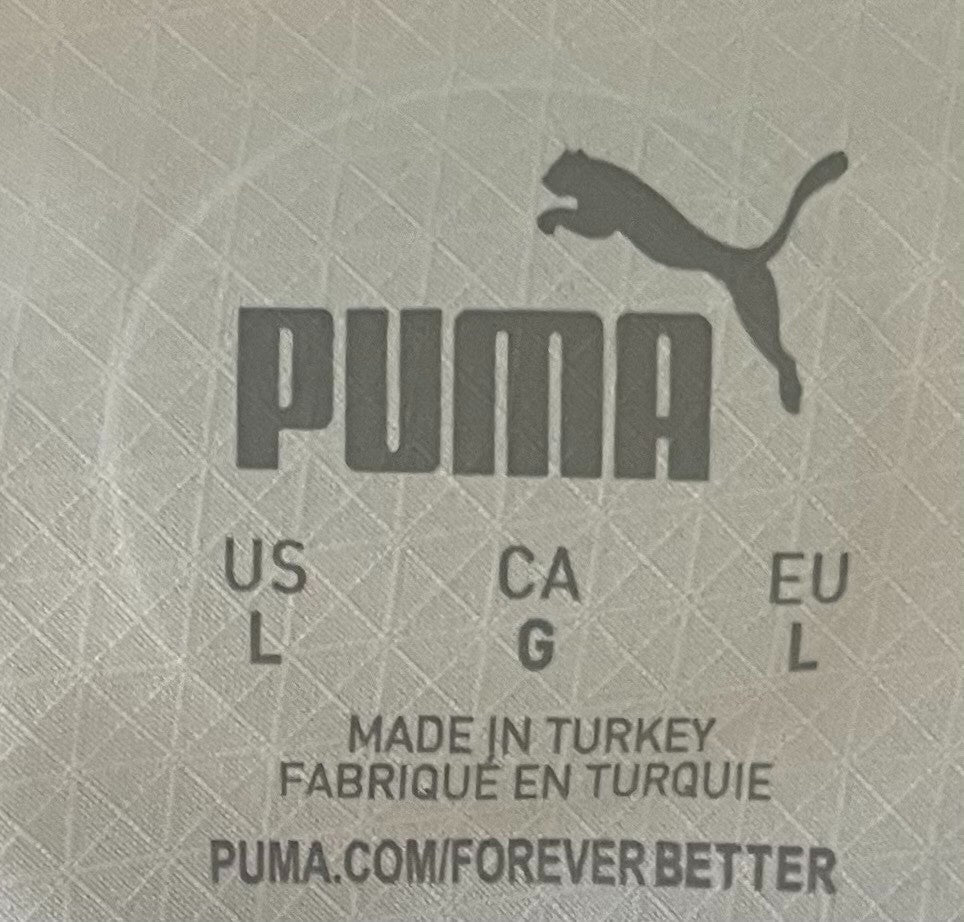 PUMA
US CA EU
L G L
MADE IN TURKEY
FABRIQUÉ EN TURQUIE
PUMA.COM/FOREVERBETTER